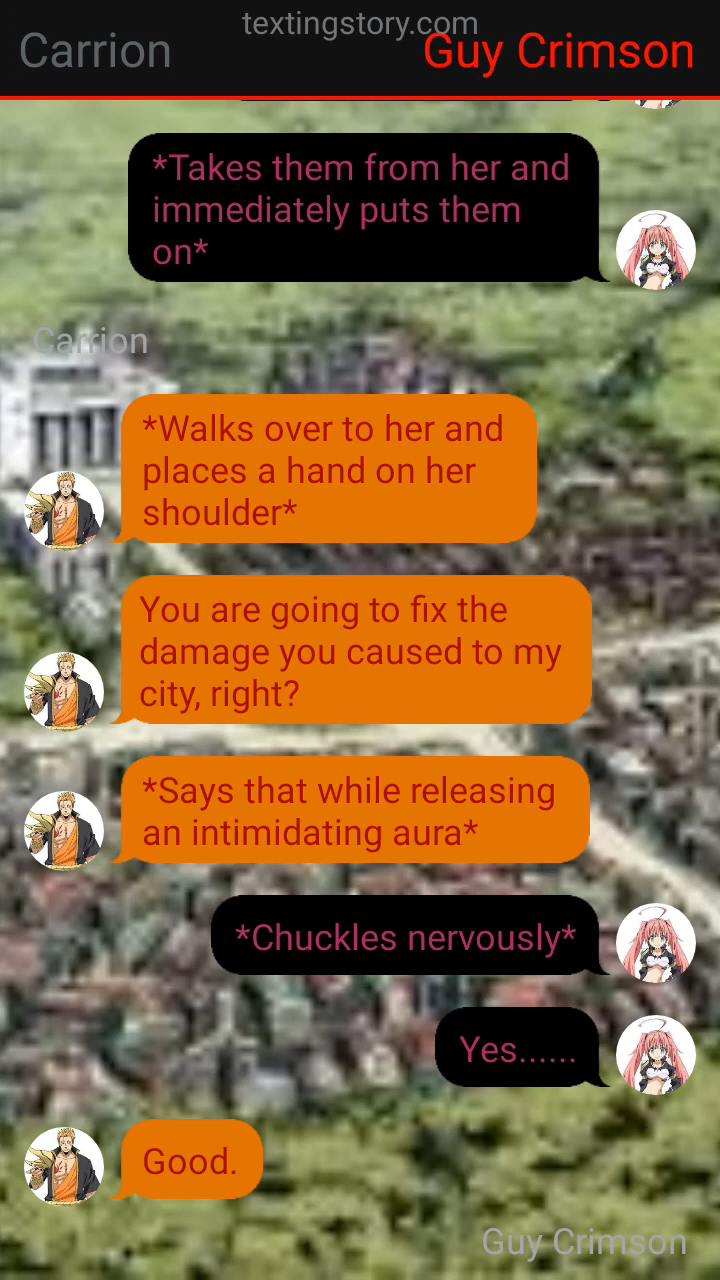 textingstory.com
Carrion
Guy Crimson
*Takes them from her and
immediately puts them
on*
Carrion
*Walks over to her and
places a hand on her
shoulder*
You are going to fix the
damage you caused to my
city, right?
*Says that while releasing
an intimidating aura*
*Chuckles nervously*
Yes......
Good.
Guy Crimson